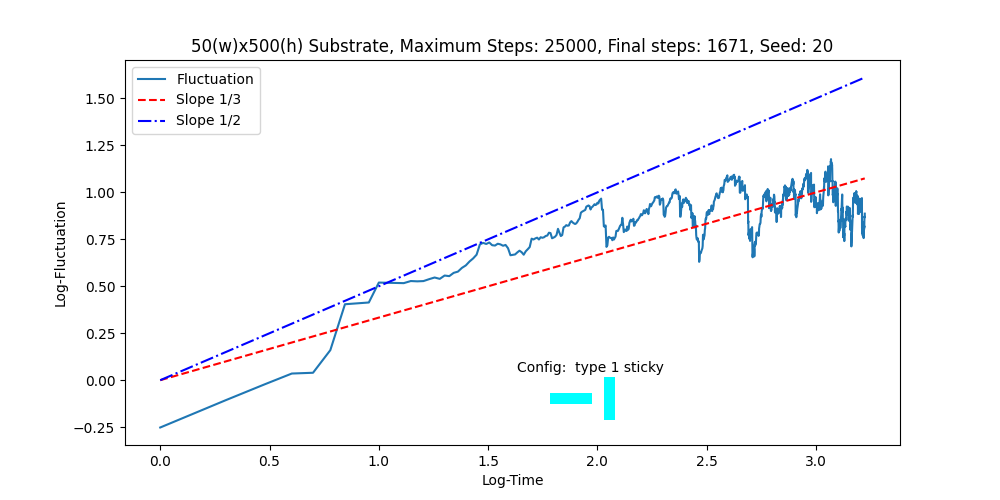 50(w)x500(h) Substrate, Maximum Steps: 25000, Final steps: 1671, Seed: 20
Fluctuation
Slope 1/3
Slope 1/2
1.50
1.25
1.00
0.75
0.50
0.25
0.00
−0.25
Log-Fluctuation
Config:  type 1 sticky
0.0 0.5 1.0 1.5 2.0 2.5 3.0
Log-Time